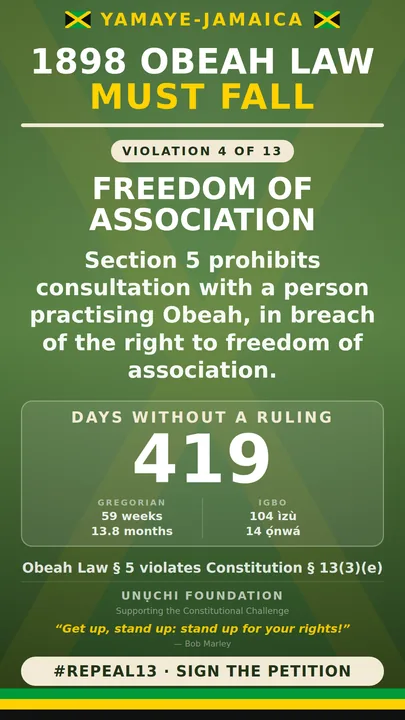 YAMAYE-JAMAICA
1898 OBEAH LAW
MUST FALL
VIOLATION 4 OF 13
FREEDOM OF
ASSOCIATION
Section 5 prohibits
consultation with a person
practising Obeah, in breach
of the right to freedom of
association.
DAYS WITHOUT A RULING
419
GREGORIAN
59 weeks
13.8 months
IGBO
104 ìzù
14 ọ́nwá
Obeah Law § 5 violates Constitution § 13(3)(e)
UNỤCHI FOUNDATION
Supporting the Constitutional Challenge
“Get up, stand up: stand up for your rights!”
— Bob Marley
#REPEAL13 · SIGN THE PETITION